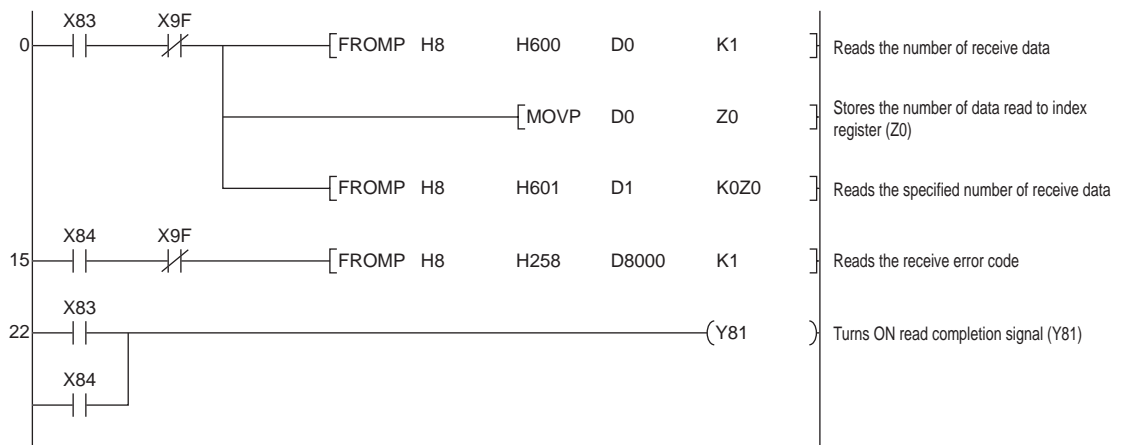 X83 X9F
0 FROMP H8 H600 D0 K1 Reads the number of receive data
MOVP D0 Z0 Stores the number of data read to index
register (Z0)
FROMP H8 H601 D1 K0Z0 Reads the specified number of receive data
X84 X9F
15 FROMP H8 H258 D8000 K1 Reads the receive error code
X83
22 Y81 Turns ON read completion signal (Y81)
X84